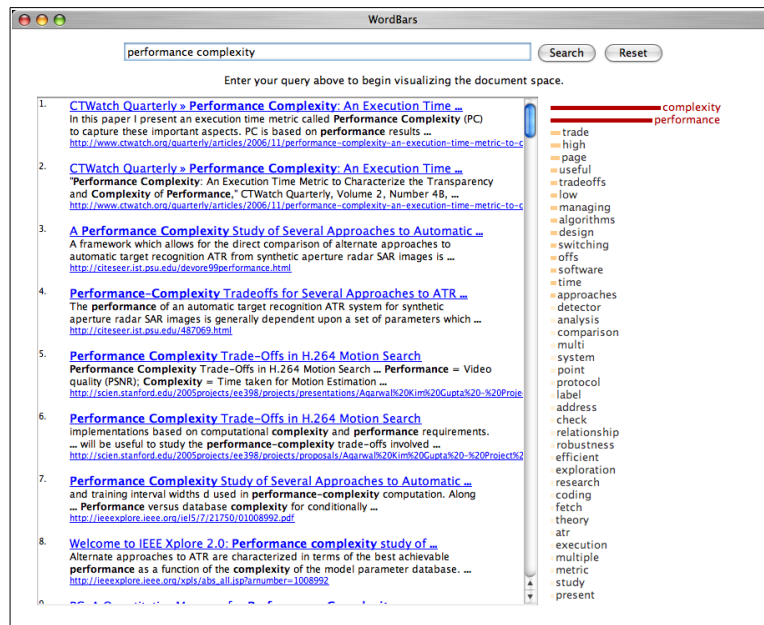 WordBars
performance complexity
Search
Reset
Enter your query above to begin visualizing the document space.
1. CTWatch Quarterly » Performance Complexity: An Execution Time ...
In this paper I present an execution time metric called Performance Complexity (PC)
to capture these important aspects. PC is based on performance results ...
http://www.ctwatch.org/quarterly/articles/2006/11/performance-complexity-an-execution-time-metric-to-c
2. CTWatch Quarterly » Performance Complexity: An Execution Time ...
"Performance Complexity: An Execution Time Metric to Characterize the Transparency
and Complexity of Performance," CTWatch Quarterly, Volume 2, Number 4B, ...
http://www.ctwatch.org/quarterly/articles/2006/11/performance-complexity-an-execution-time-metric-to-c
3. A Performance Complexity Study of Several Approaches to Automatic ...
A framework which allows for the direct comparison of alternate approaches to
automatic target recognition ATR from synthetic aperture radar SAR images is ...
http://citeseer.ist.psu.edu/devore99performance.html
4. Performance-Complexity Tradeoffs for Several Approaches to ATR ...
The performance of an automatic target recognition ATR system for synthetic
aperture radar SAR images is generally dependent upon a set of parameters which ...
http://citeseer.ist.psu.edu/487069.html
5. Performance Complexity Trade-Offs in H.264 Motion Search
Performance Complexity Trade-Offs in H.264 Motion Search ... Performance = Video
quality (PSNR); Complexity = Time taken for Motion Estimation ...
http://scien.stanford.edu/2005projects/ee398/projects/presentations/Agarwal%20Kim%20Gupta%20-%20Proje
6. Performance Complexity Trade-Offs in H.264 Motion Search
implementations based on computational complexity and performance requirements.
... will be useful to study the performance-complexity trade-offs involved ...
http://scien.stanford.edu/2005projects/ee398/projects/proposals/Agarwal%20Kim%20Gupta%20-%20Project%2
7. Performance Complexity Study of Several Approaches to Automatic ...
and training interval widths d used in performance-complexity computation. Along
... Performance versus database complexity for conditionally ...
http://ieeexplore.ieee.org/iel5/7/21750/01008992.pdf
8. Welcome to IEEE Xplore 2.0: Performance complexity study of ...
Alternate approaches to ATR are characterized in terms of the best achievable
performance as a function of the complexity of the model parameter database. ...
http://ieeexplore.ieee.org/xpls/abs_all.jsp?arnumber=1008992
complexity
performance
trade
high
page
useful
tradeoffs
low
managing
algorithms
design
switching
offs
software
time
approaches
detector
analysis
comparison
multi
system
point
protocol
label
address
check
relationship
robustness
efficient
exploration
research
coding
fetch
theory
atr
execution
multiple
metric
study
present